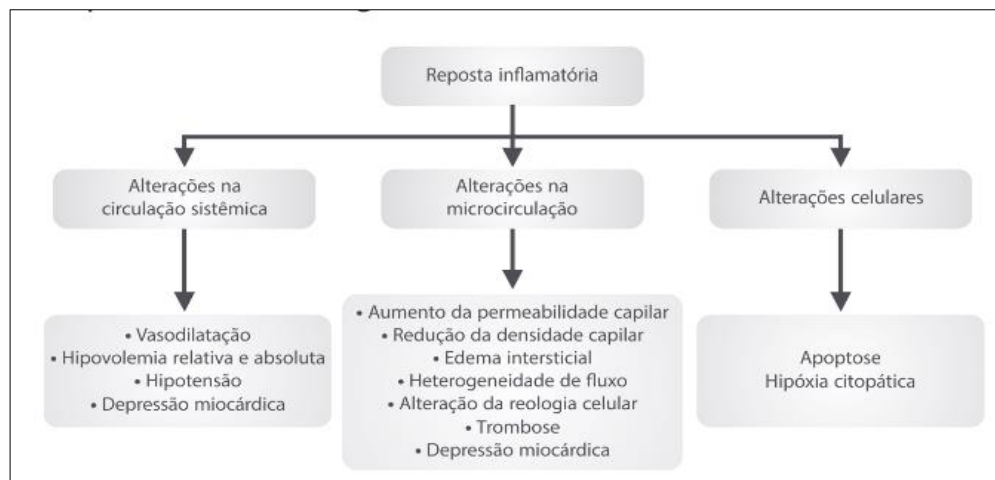 Reposta inflamatória
Alterações na
circulação sistêmica
Alterações na
microcirculação
Alterações celulares
• Vasodilatação
• Hipovolemia relativa e absoluta
• Hipotensão
• Depressão miocárdica
• Aumento da permeabilidade capilar
• Redução da densidade capilar
• Edema intersticial
• Heterogeneidade de fluxo
• Alteração da reologia celular
• Trombose
• Depressão miocárdica
Apoptose
Hipóxia citopática